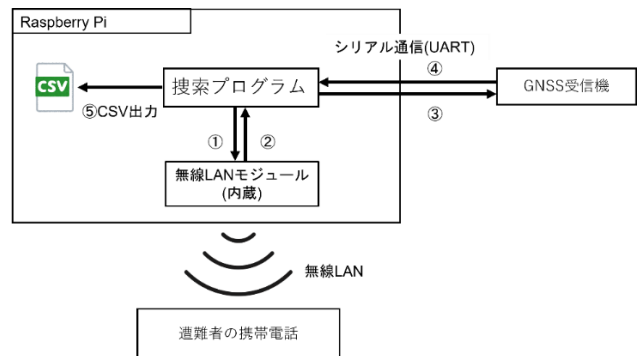 Raspberry Pi
シリアル通信(UART)
④
CSV
捜索プログラム
GNSS受信機
⑤CSV出力
③
① ②
無線LANモジュール
(内蔵)
無線LAN
遭難者の携帯電話